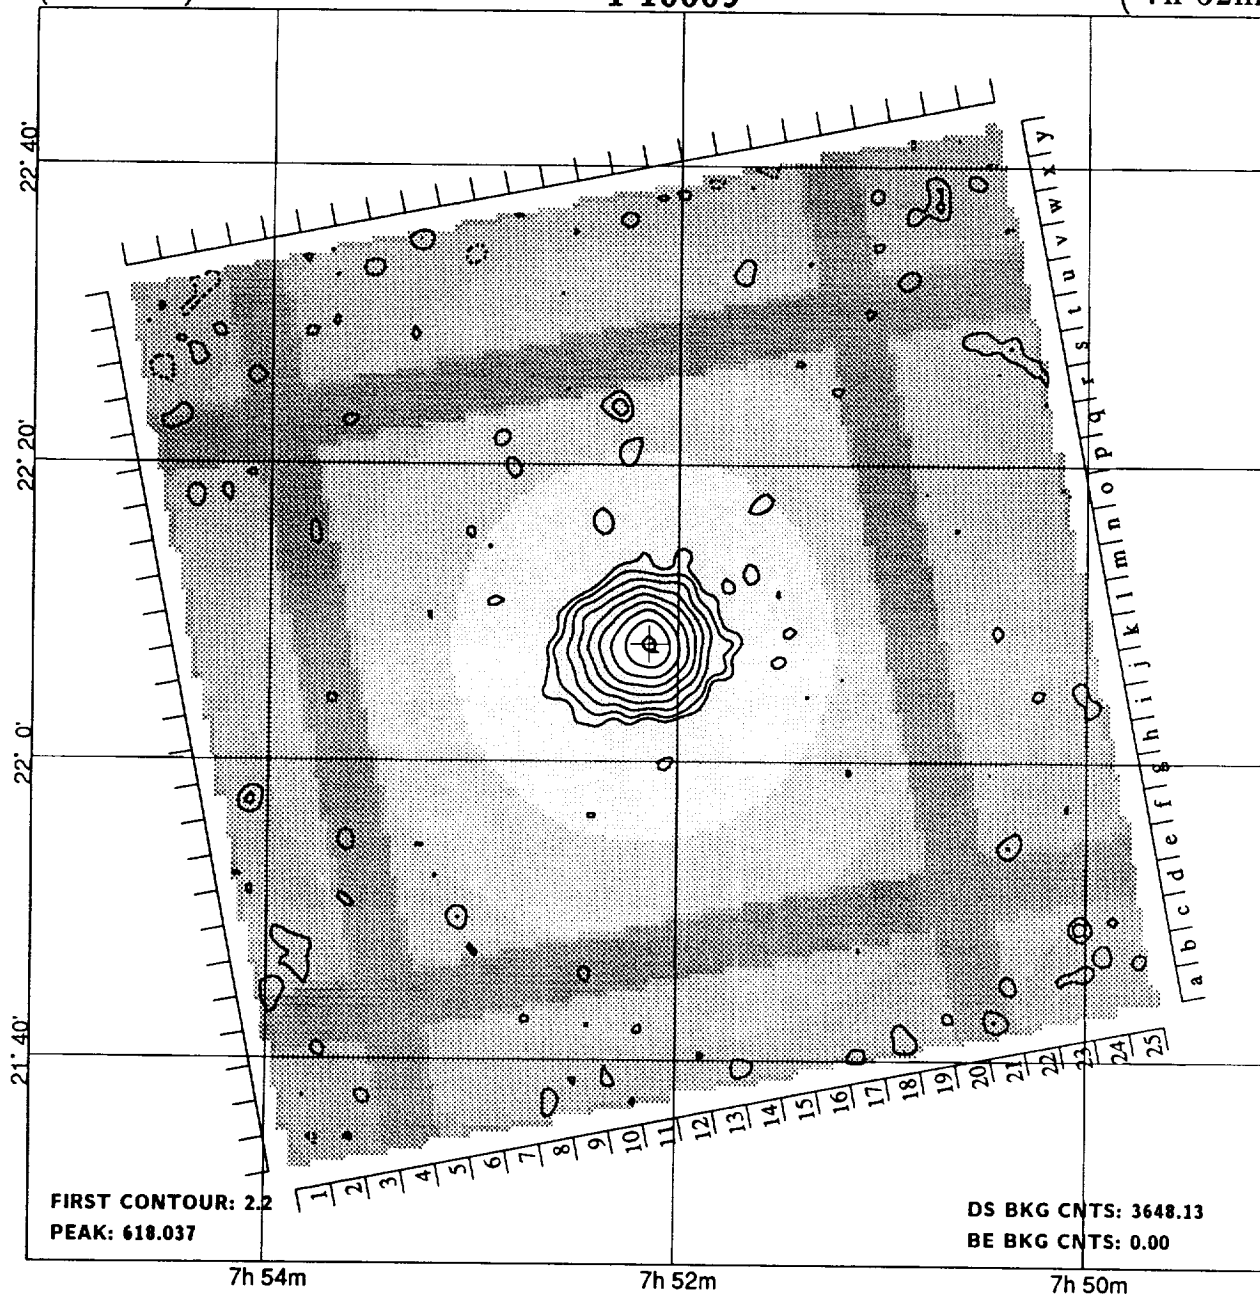 22° 40'
22° 20'
22° 0'
21° 40'
a b c d e f g h i j k l m n o p q r s t u v w x y
1 2 3 4 5 6 7 8 9 10 11 12 13 14 15 16 17 18 19 20 21 22 23 24 25
FIRST CONTOUR: 2.2
PEAK: 618.037
DS BKG CNTS: 3648.13
BE BKG CNTS: 0.00
7h 54m
7h 52m
7h 50m